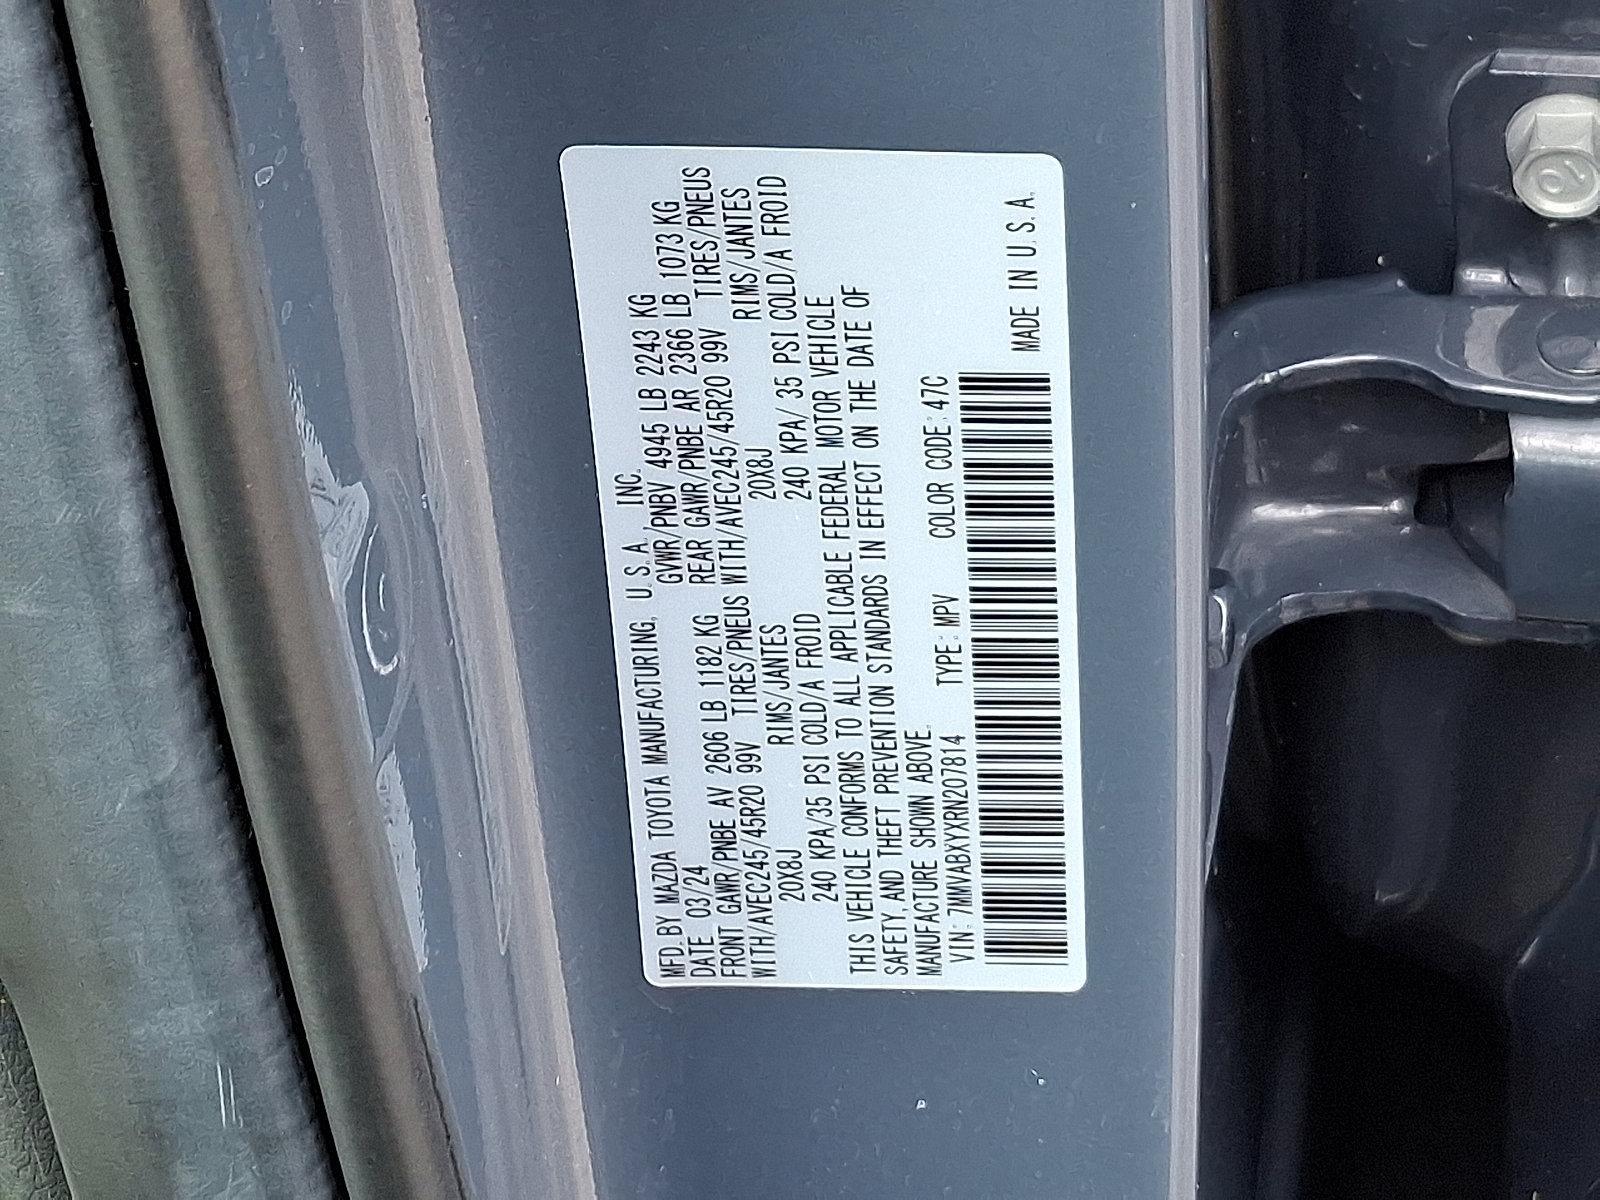 MFD. BY MAZDA TOYOTA MANUFACTURING, U. S. A., INC.
DATE 03/24 GVWR/PNBV 4945 LB 2243 KG
FRONT GAWR/PNBE AV 2606 LB 1182 KG REAR GAWR/PNBE AR 2366 LB 1073 KG
WITH/AVEC245/45R20 99V TIRES/PNEUS WITH/AVEC245/45R20 99V TIRES/PNEUS
20X8J RIMS/JANTES 20X8J RIMS/JANTES
240 KPA/35 PSI COLD/A FROID 240 KPA/ 35 PSI COLD/A FROID
THIS VEHICLE CONFORMS TO ALL APPLICABLE FEDERAL MOTOR VEHICLE
SAFETY, AND THEFT PREVENTION STANDARDS IN EFFECT ON THE DATE OF
MANUFACTURE SHOWN ABOVE.
VIN: 7MMVABXYXRN207814 TYPE: MPV COLOR CODE: 47C
MADE IN U. S. A.